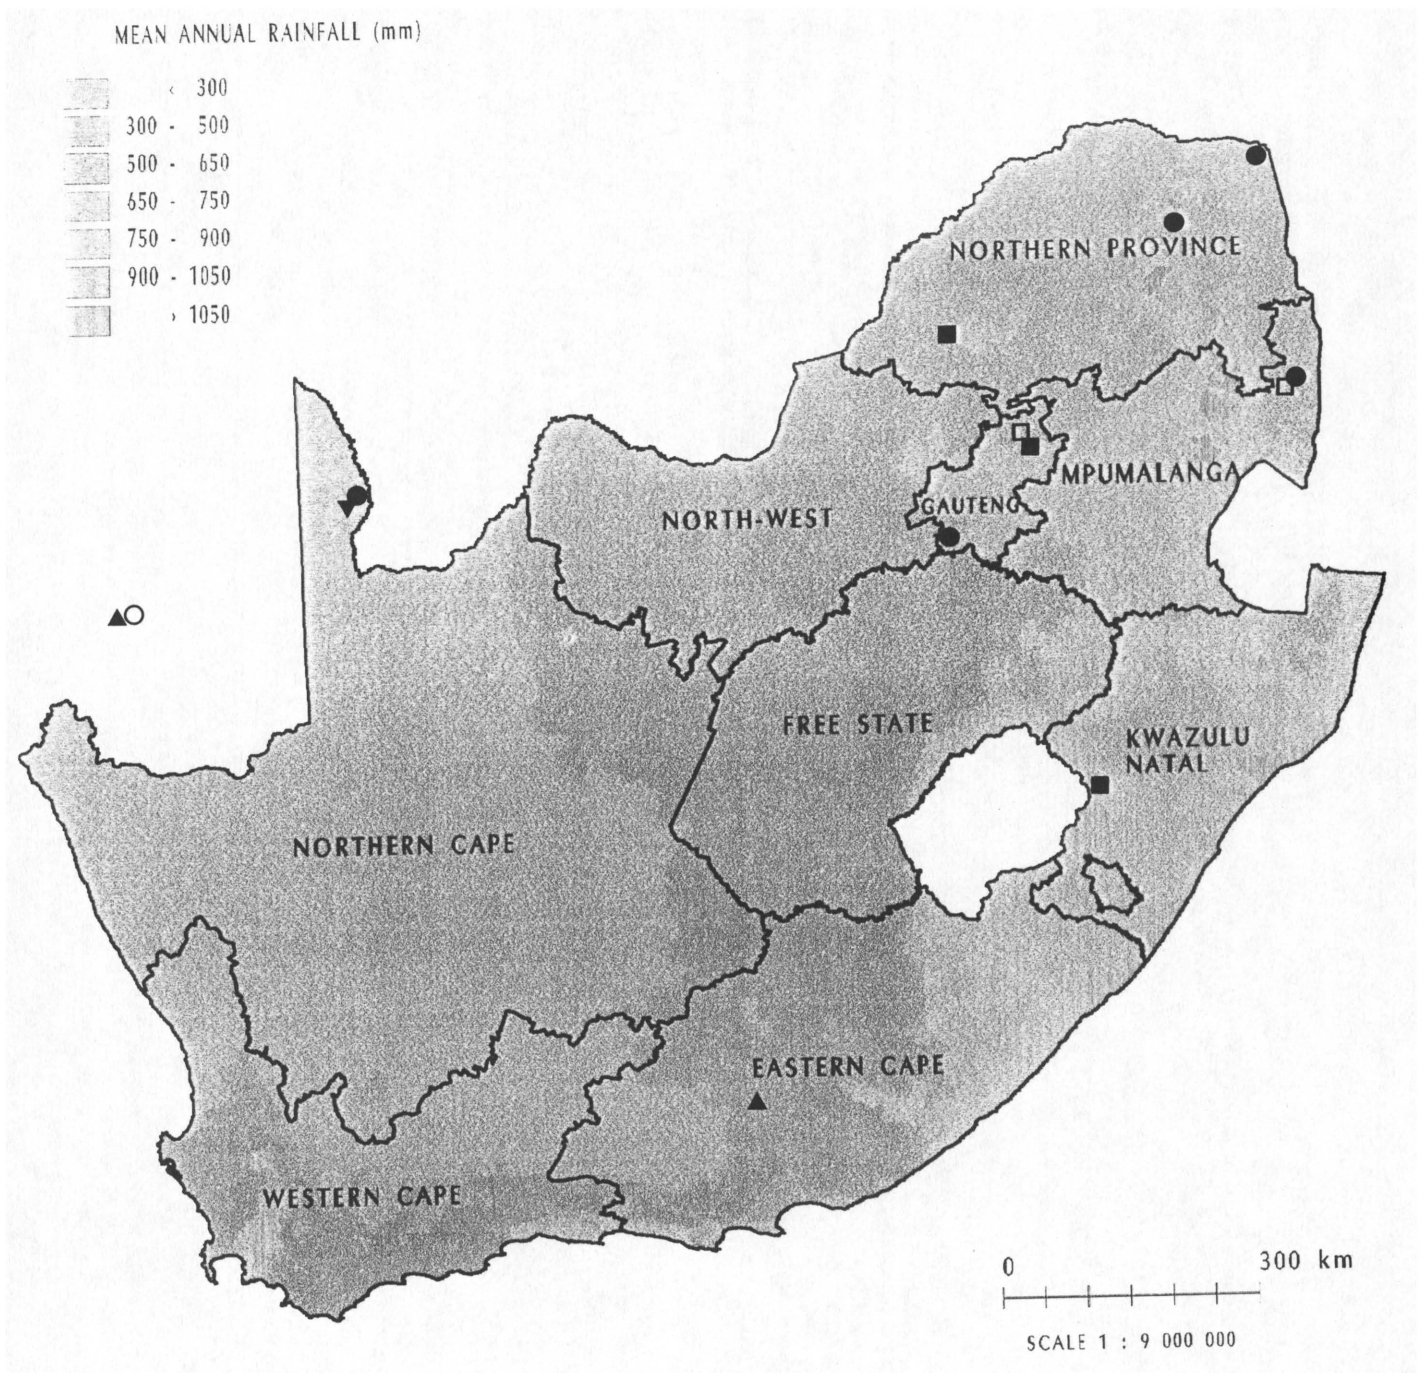 MEAN ANNUAL RAINFALL (mm)
‹ 300
300 - 500
500 - 650
650 - 750
750 - 900
900 - 1050
› 1050
NORTHERN PROVINCE
MPUMALANGA
GAUTENG
NORTH-WEST
FREE STATE
KWAZULU
NATAL
NORTHERN CAPE
EASTERN CAPE
WESTERN CAPE
0 300 km
SCALE 1 : 9 000 000